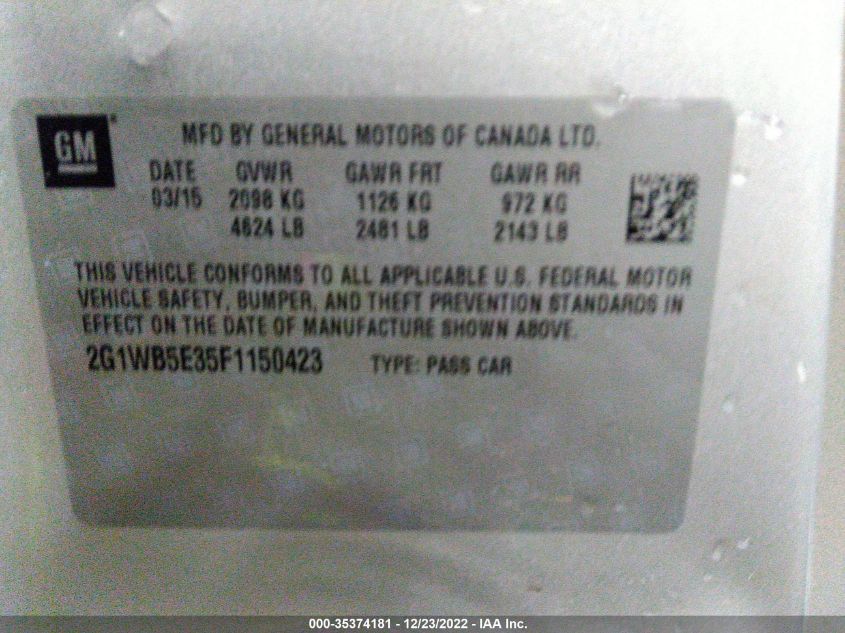 GM
MFD BY GENERAL MOTORS OF CANADA LTD.
DATE GVWR GAWR FRT GAWR RR
03/15 2098 KG 1126 KG 972 KG
4624 LB 2481 LB 2143 LB
THIS VEHICLE CONFORMS TO ALL APPLICABLE U.S. FEDERAL MOTOR
VEHICLE SAFETY, BUMPER, AND THEFT PREVENTION STANDARDS IN
EFFECT ON THE DATE OF MANUFACTURE SHOWN ABOVE.
2G1WB5E35F1150423 TYPE: PASS CAR
000-35374181 - 12/23/2022 - IAA Inc.